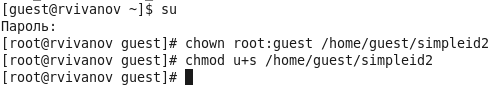 [guest@rvivanov ~]$ su
Пароль:
[root@rvivanov guest]# chown root:guest /home/guest/simpleid2
[root@rvivanov guest]# chmod u+s /home/guest/simpleid2
[root@rvivanov guest]#